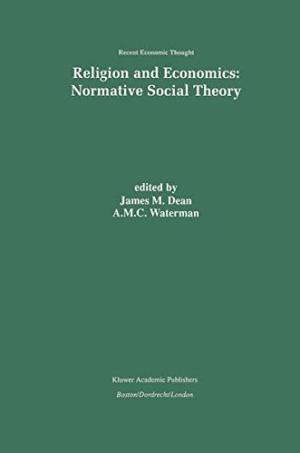 Recent Economic Thought
Religion and Economics:
Normative Social Theory
edited by
James M. Dean
A.M.C. Waterman
Kluwer Academic Publishers
Boston/Dordrecht/London